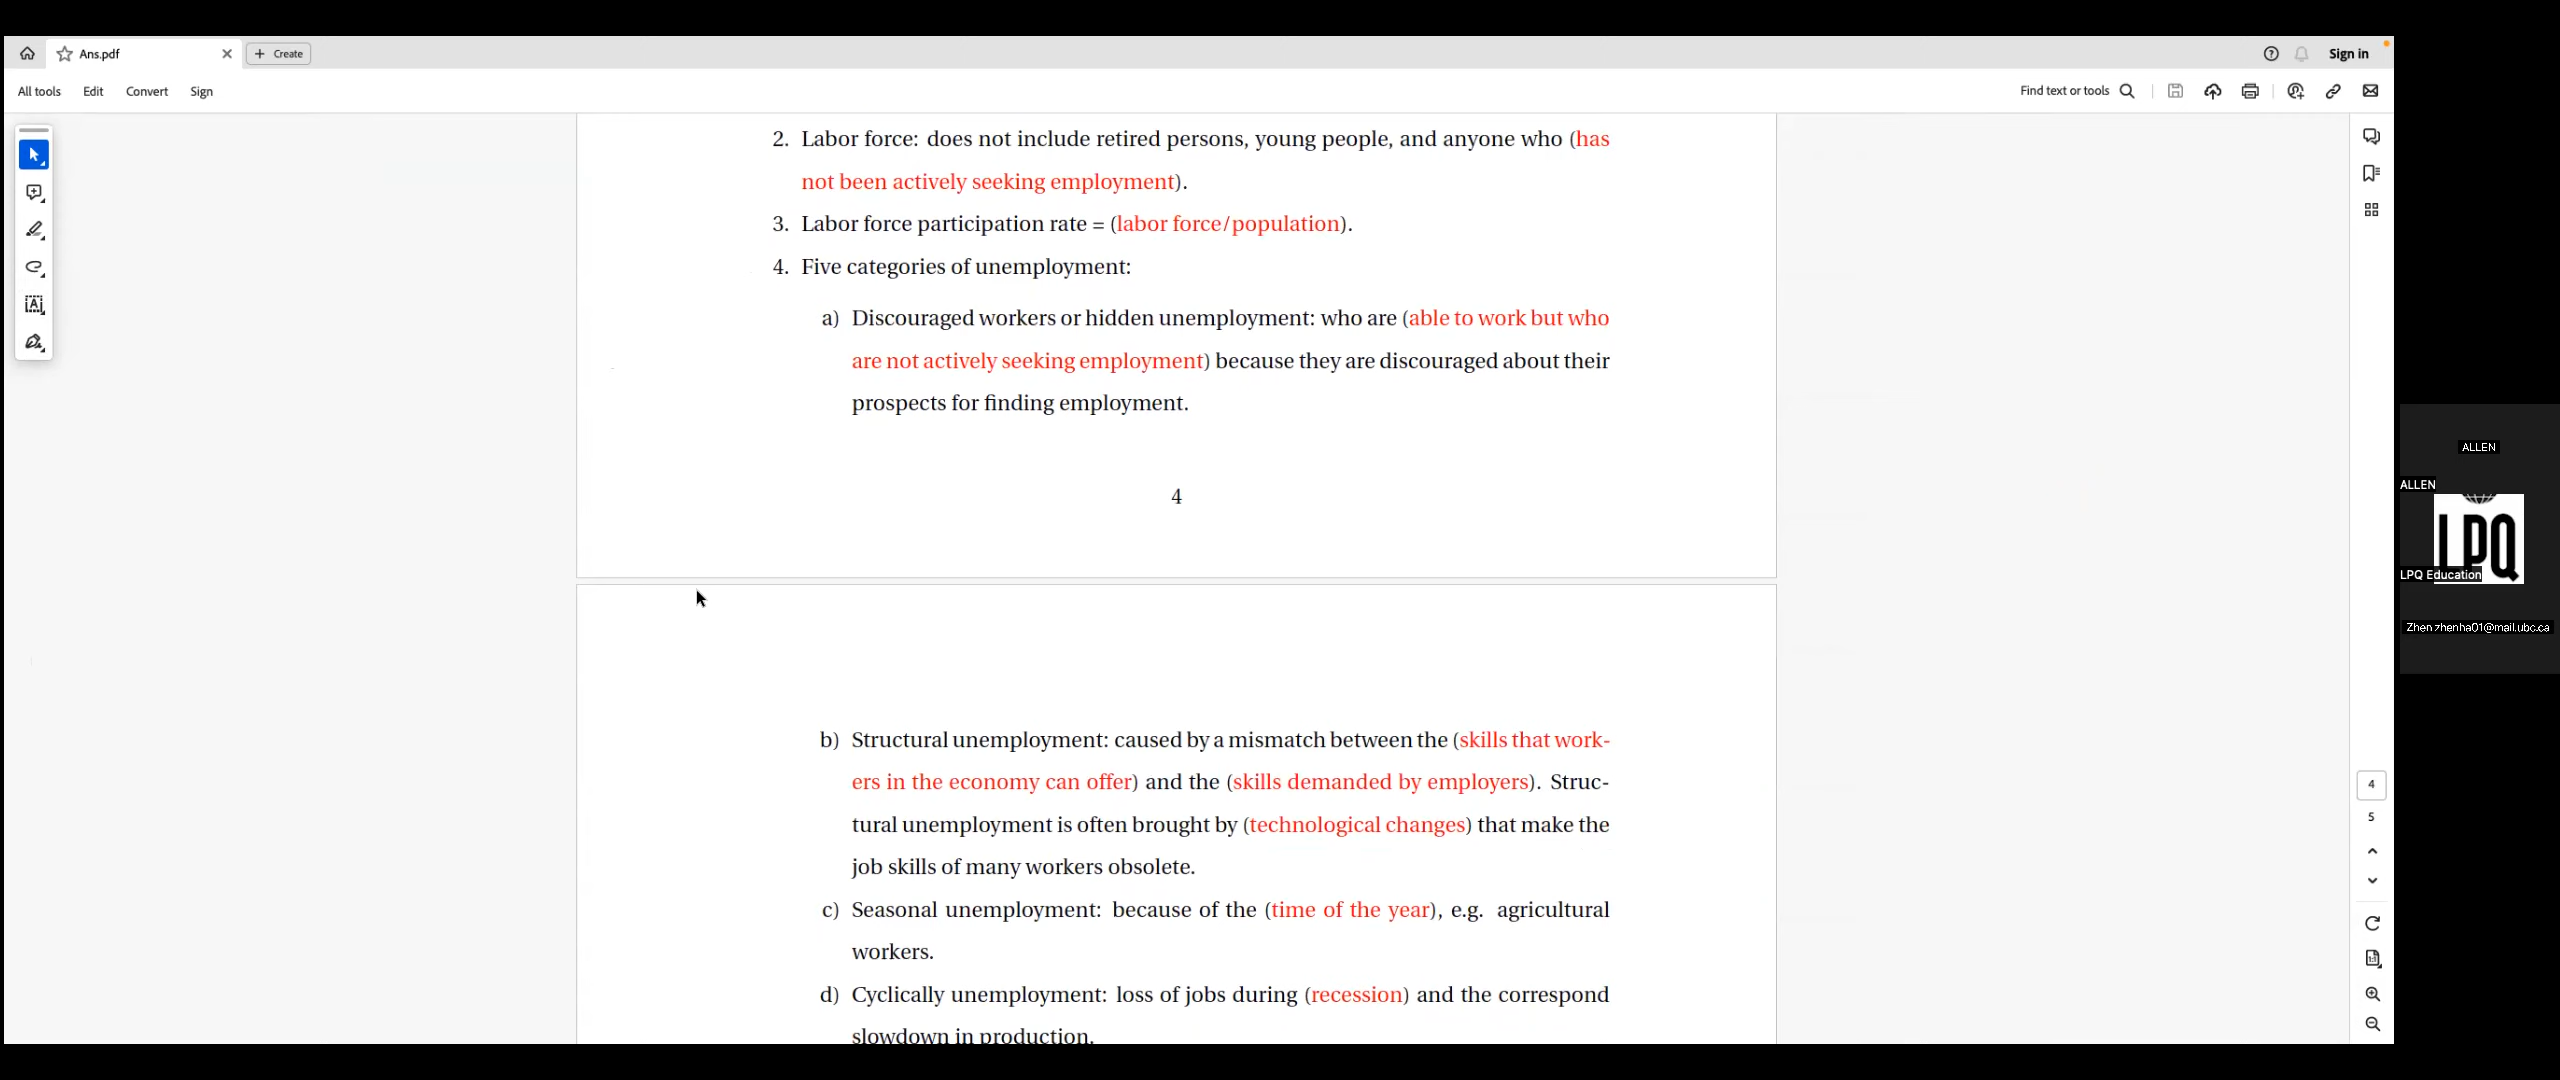 Ans.pdf
Create
Sign in
All tools Edit Convert Sign
Find text or tools
2. Labor force: does not include retired persons, young people, and anyone who (has
not been actively seeking employment).
3. Labor force participation rate = (labor force/population).
4. Five categories of unemployment:
a) Discouraged workers or hidden unemployment: who are (able to work but who
are not actively seeking employment) because they are discouraged about their
prospects for finding employment.
4
b) Structural unemployment: caused by a mismatch between the (skills that work-
ers in the economy can offer) and the (skills demanded by employers). Struc-
tural unemployment is often brought by (technological changes) that make the
job skills of many workers obsolete.
c) Seasonal unemployment: because of the (time of the year), e.g. agricultural
workers.
d) Cyclically unemployment: loss of jobs during (recession) and the correspond
slowdown in production.
4
5
ALLEN
ALLEN
LPQ
LPQ Education
Zhen zhenha01@mail.ubc.ca